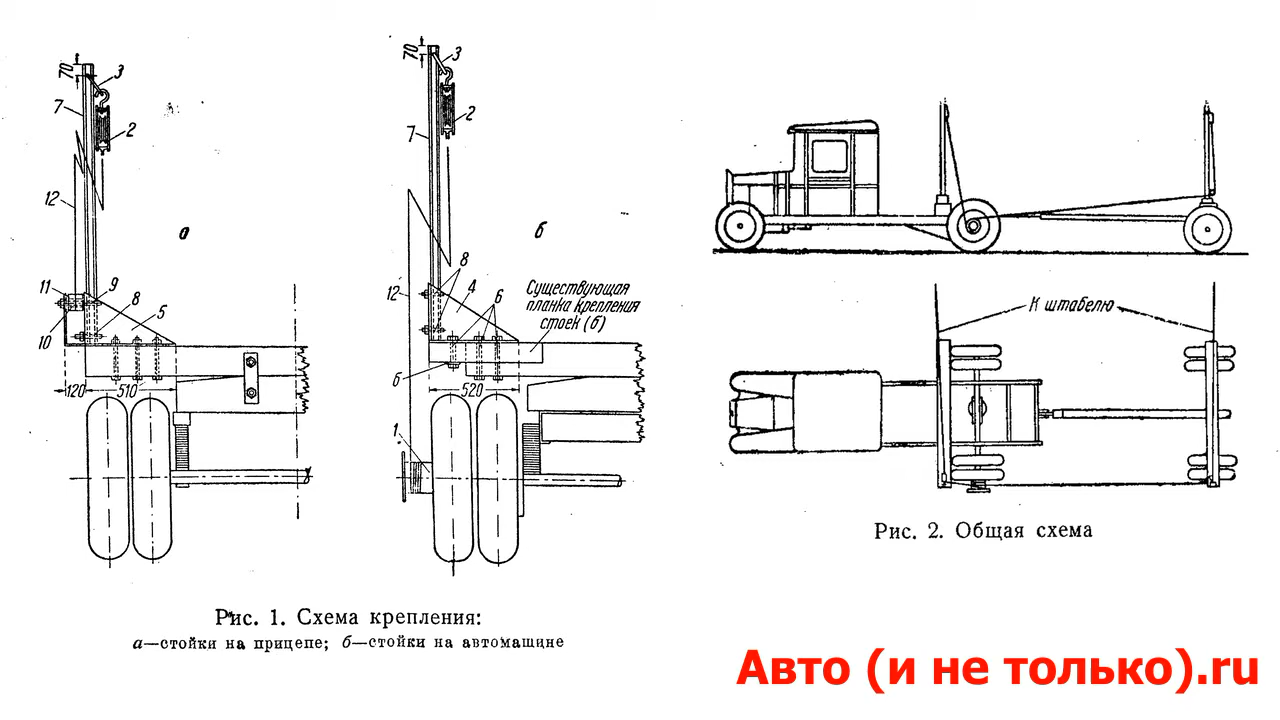 70
3
7
2
12
а
11
9
8
10
5
120
510
70
3
2
7
б
8
12
4
6
Существующая
планка крепления
стоек (б)
6
520
1
Рис. 1. Схема крепления:
а—стойки на прицепе; б—стойки на автомашине
К штабелю
Рис. 2. Общая схема
Авто (и не только).ru